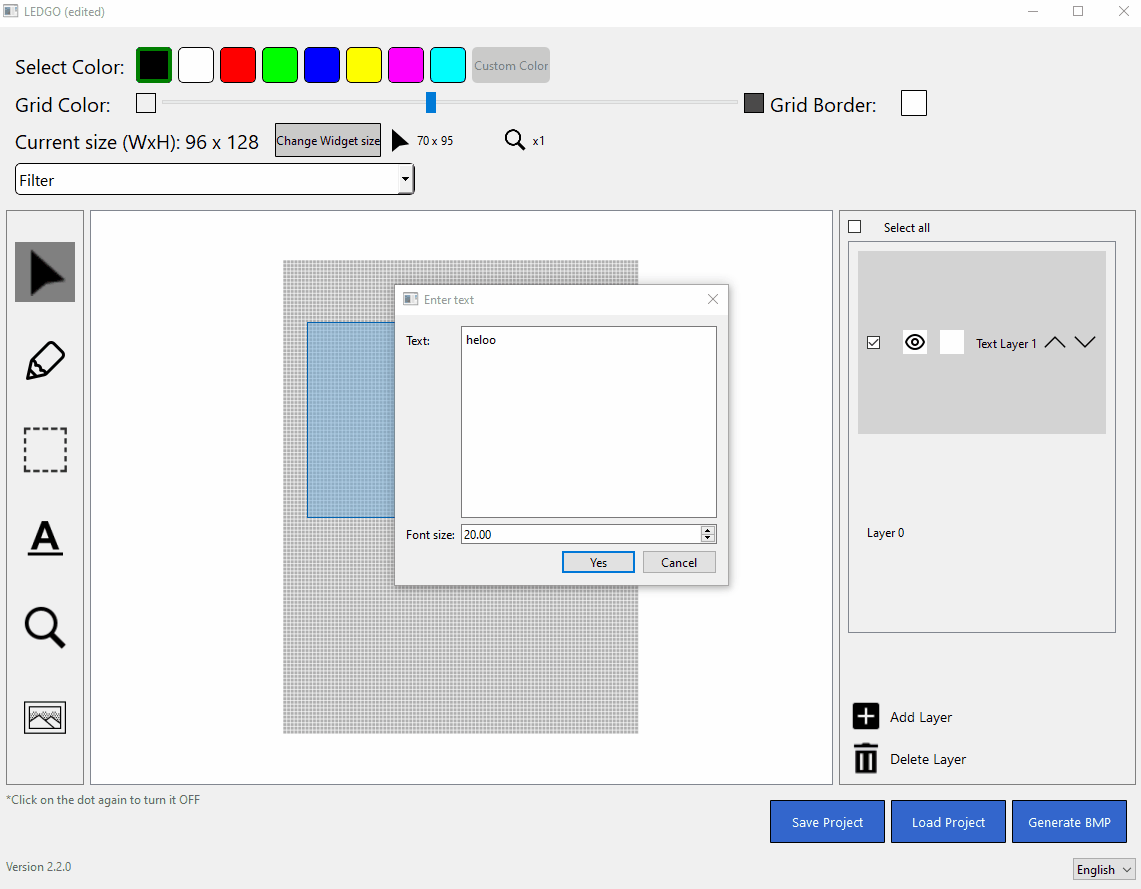 LEDGO (edited)
Select Color:
Custom Color
Grid Color:
Grid Border:
Current size (WxH): 96 x 128
Change Widget size
70 x 95
x1
Filter
Select all
Enter text
Text:
heloo
Text Layer 1
Font size:
20.00
Layer 0
Yes
Cancel
A
Add Layer
Delete Layer
*Click on the dot again to turn it OFF
Save Project
Load Project
Generate BMP
Version 2.2.0
English